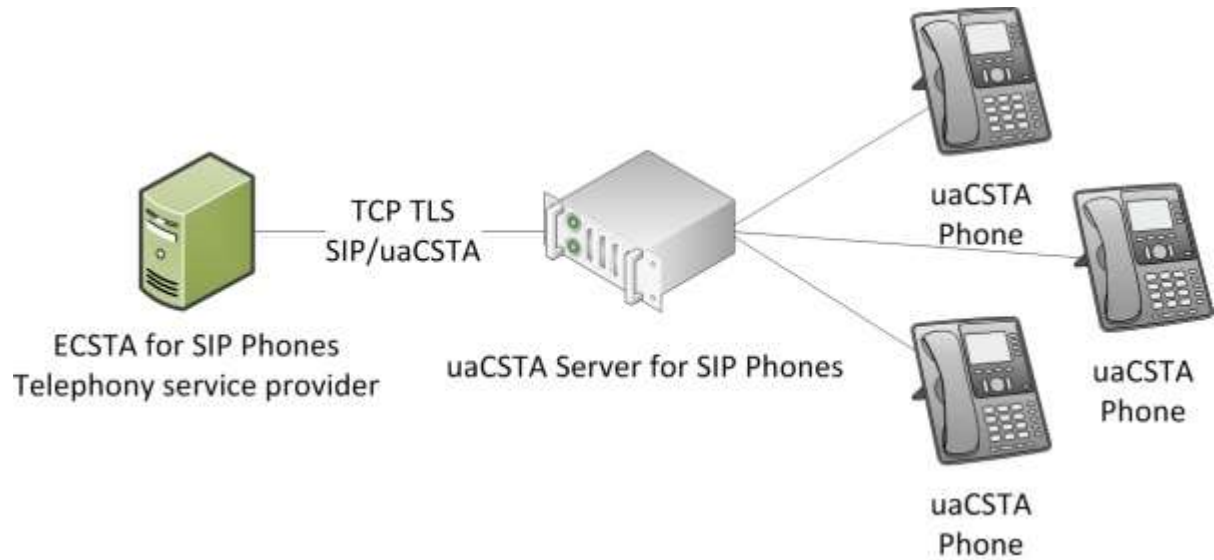 TCP TLS
SIP/uaCSTA
ECSTA for SIP Phones
Telephony service provider
uaCSTA Server for SIP Phones
uaCSTA
Phone
uaCSTA
Phone
uaCSTA
Phone